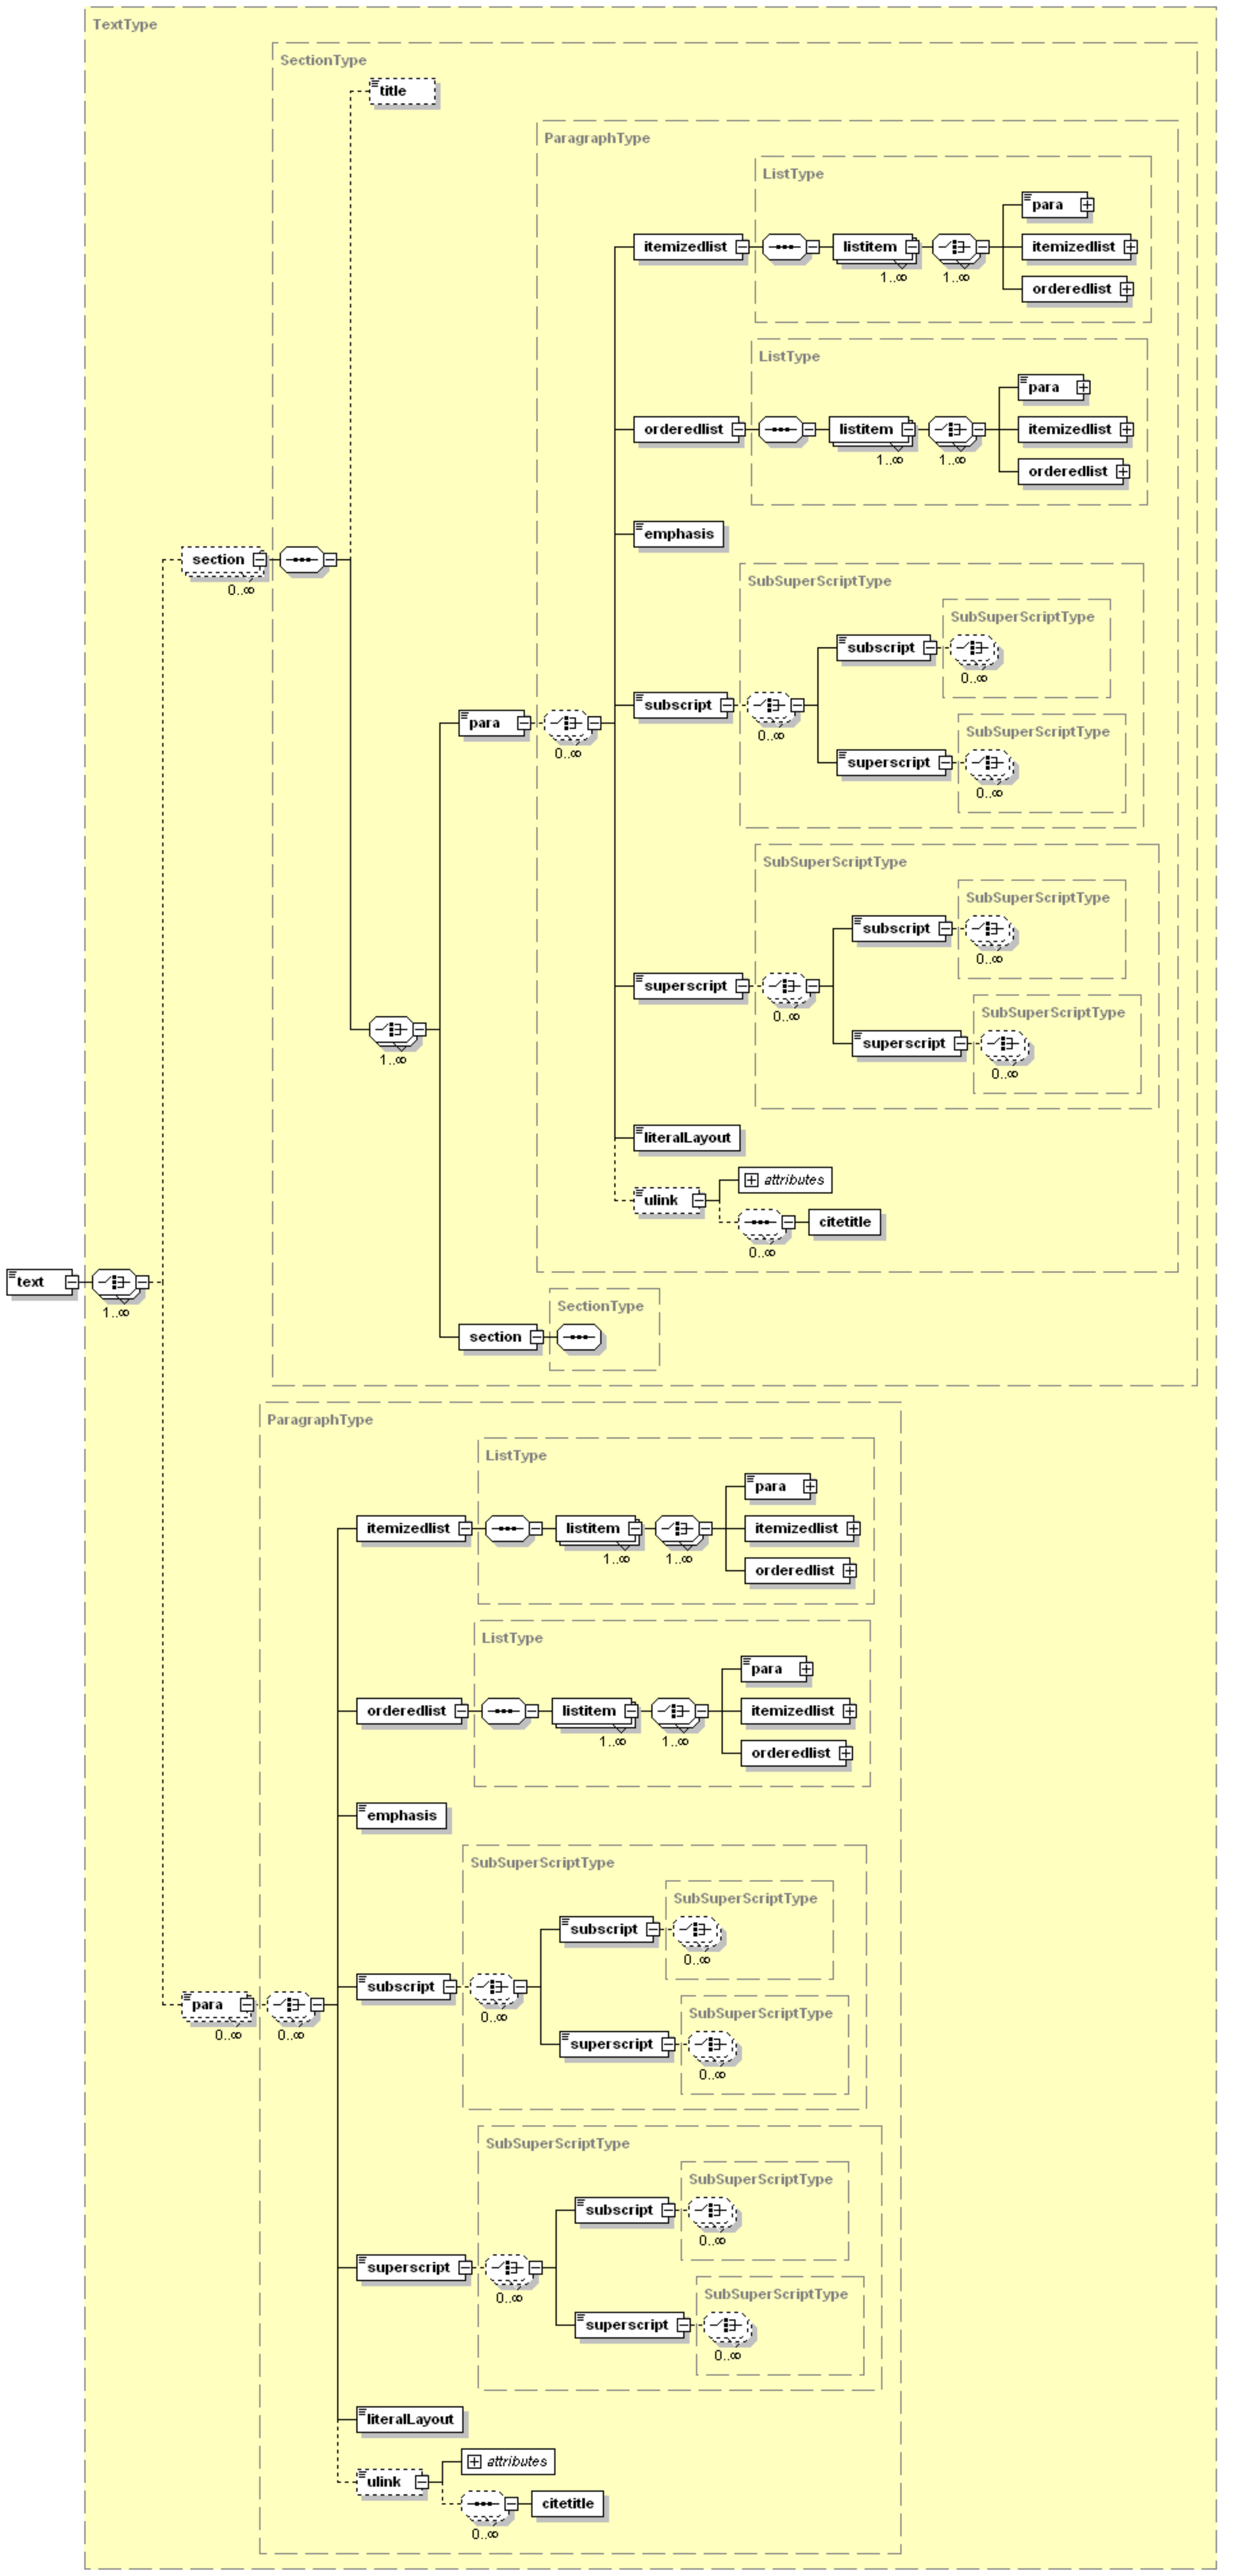 TextType
SectionType
title
ParagraphType
ListType
para
itemizedlist
listitem
1..∞
1..∞
itemizedlist
orderedlist
ListType
para
orderedlist
listitem
1..∞
1..∞
itemizedlist
orderedlist
emphasis
section
0..∞
SubSuperScriptType
SubSuperScriptType
subscript
0..∞
subscript
0..∞
SubSuperScriptType
superscript
0..∞
para
0..∞
SubSuperScriptType
SubSuperScriptType
subscript
0..∞
superscript
0..∞
SubSuperScriptType
superscript
0..∞
1..∞
literalLayout
ulink
attributes
0..∞
citetitle
text
1..∞
section
SectionType
ParagraphType
ListType
para
itemizedlist
listitem
1..∞
1..∞
itemizedlist
orderedlist
ListType
para
orderedlist
listitem
1..∞
1..∞
itemizedlist
orderedlist
emphasis
SubSuperScriptType
SubSuperScriptType
subscript
0..∞
subscript
0..∞
SubSuperScriptType
superscript
0..∞
para
0..∞
0..∞
SubSuperScriptType
SubSuperScriptType
subscript
0..∞
superscript
0..∞
SubSuperScriptType
superscript
0..∞
literalLayout
ulink
attributes
0..∞
citetitle